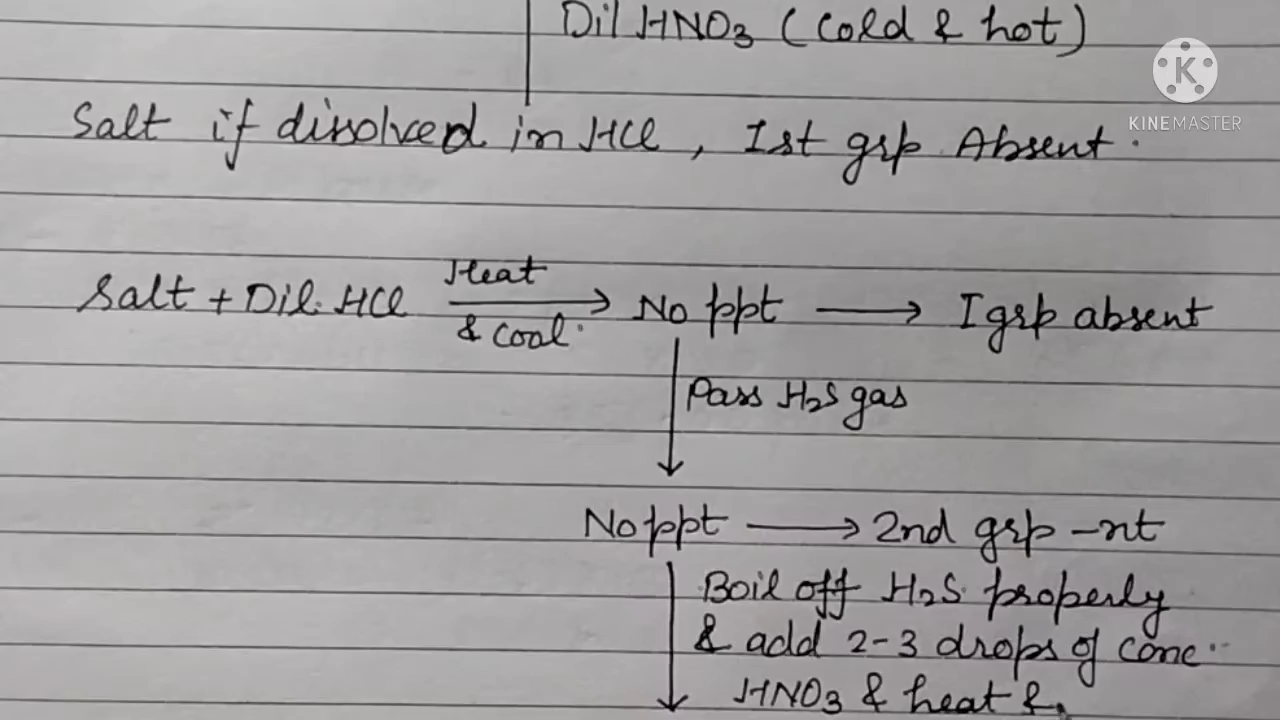 Dil HNO3 (Cold & hot)
K
KINEMASTER
Salt if dissolved in HCl, Ist grp Absent.
Salt + Dil. HCl Heat & Cool. → No ppt → I grp absent
↓ Pass H2S gas
No ppt → 2nd grp -nt
↓ Boil off H2S properly
& add 2-3 drops of conc.
HNO3 & heat &